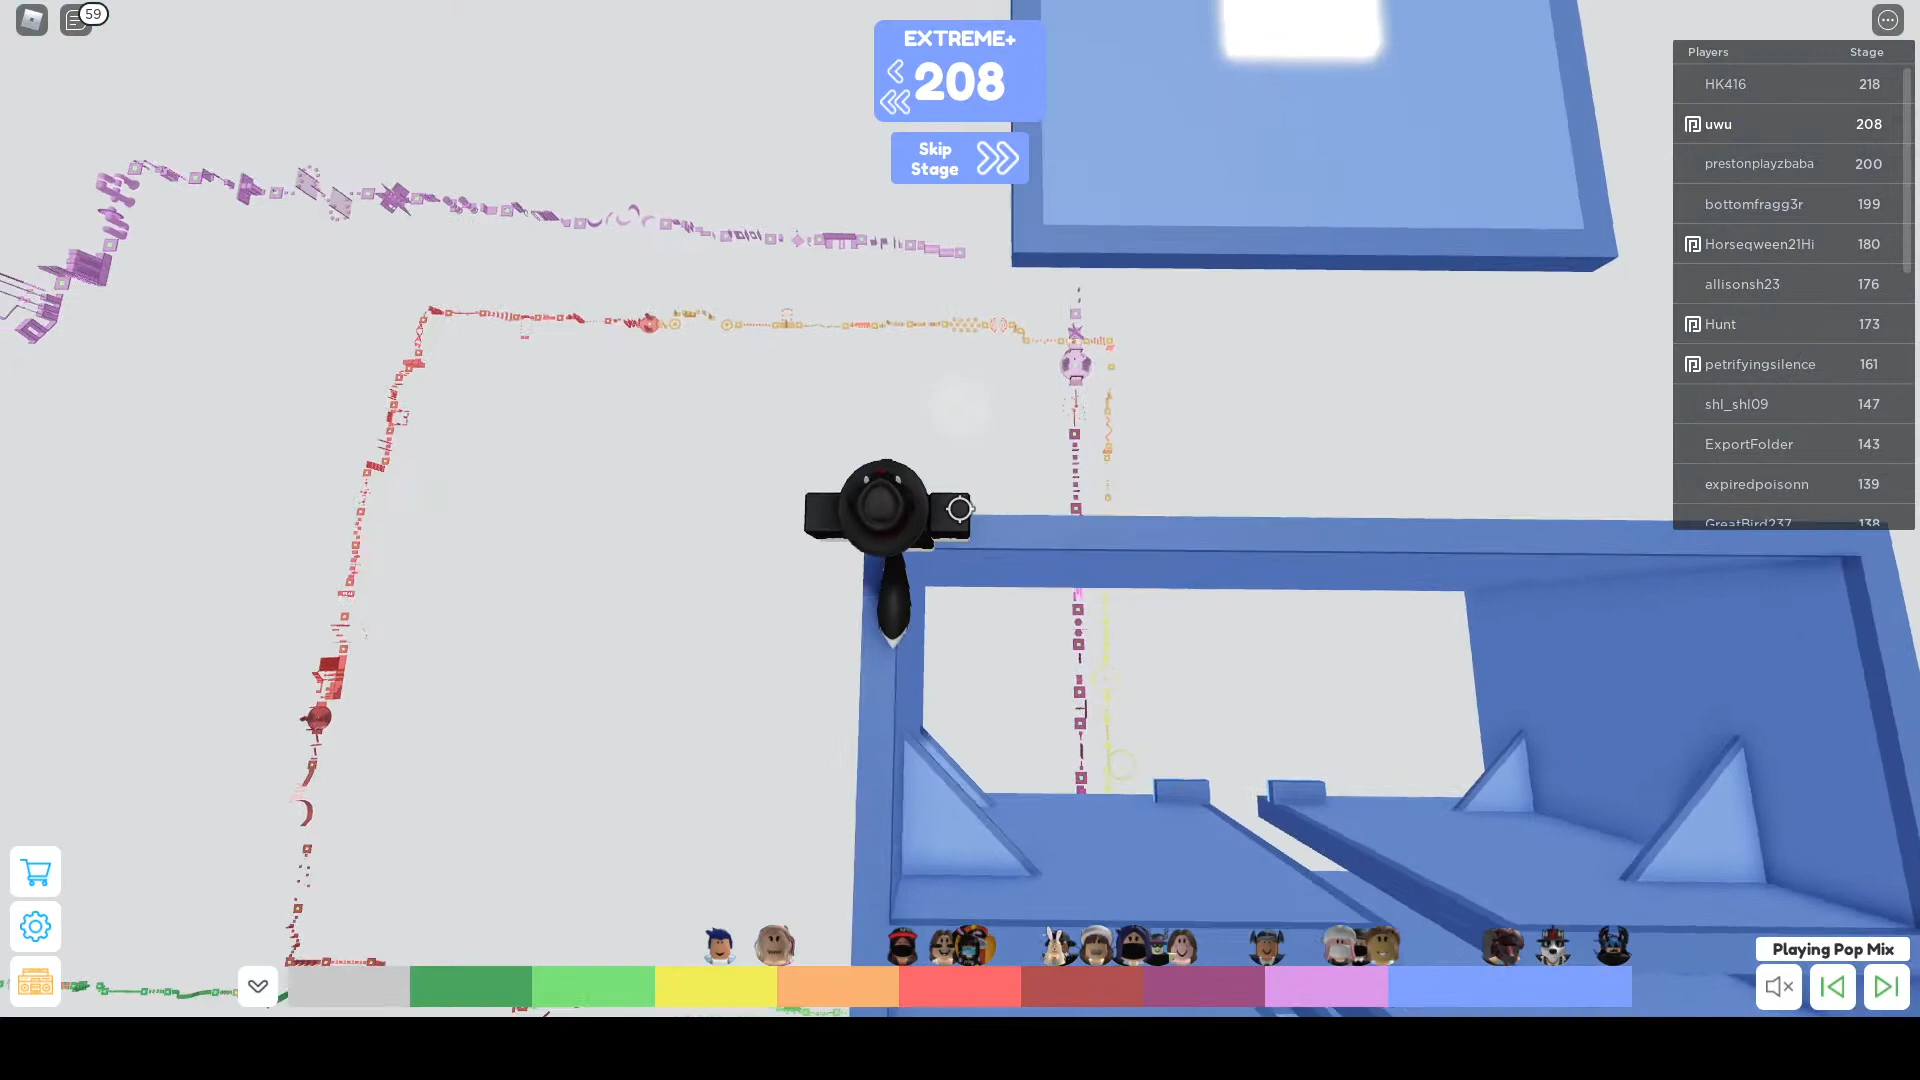 59
EXTREME+
208
Skip
Stage
Players Stage
HK416 218
uwu 208
prestonplayzbaba 200
bottomfragg3r 199
Horseqween21Hi 180
allisonsh23 176
Hunt 173
petrifyingsilence 161
shl_shl09 147
ExportFolder 143
expiredpoisonn 139
GreatBird237 138
Playing Pop Mix